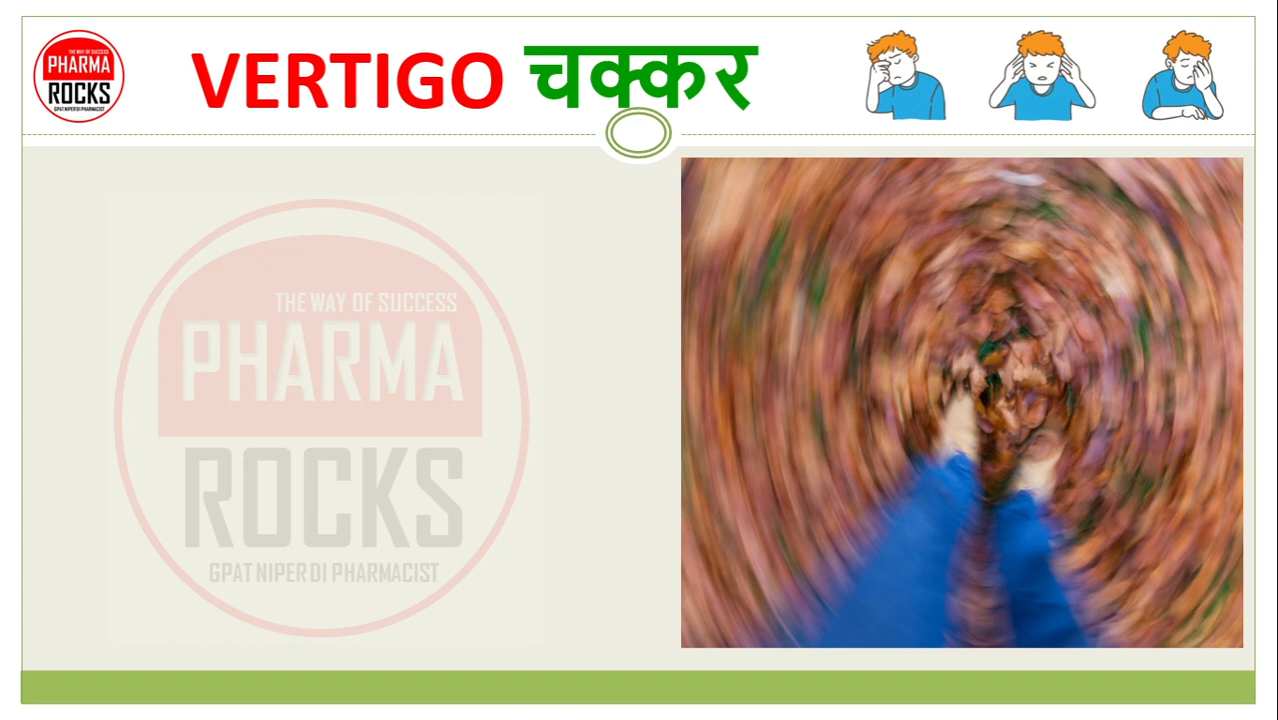 THE WAY OF SUCCESS
PHARMA
ROCKS
GPAT NIPER DI PHARMACIST
VERTIGO चक्कर
THE WAY OF SUCCESS
PHARMA
ROCKS
GPAT NIPER DI PHARMACIST